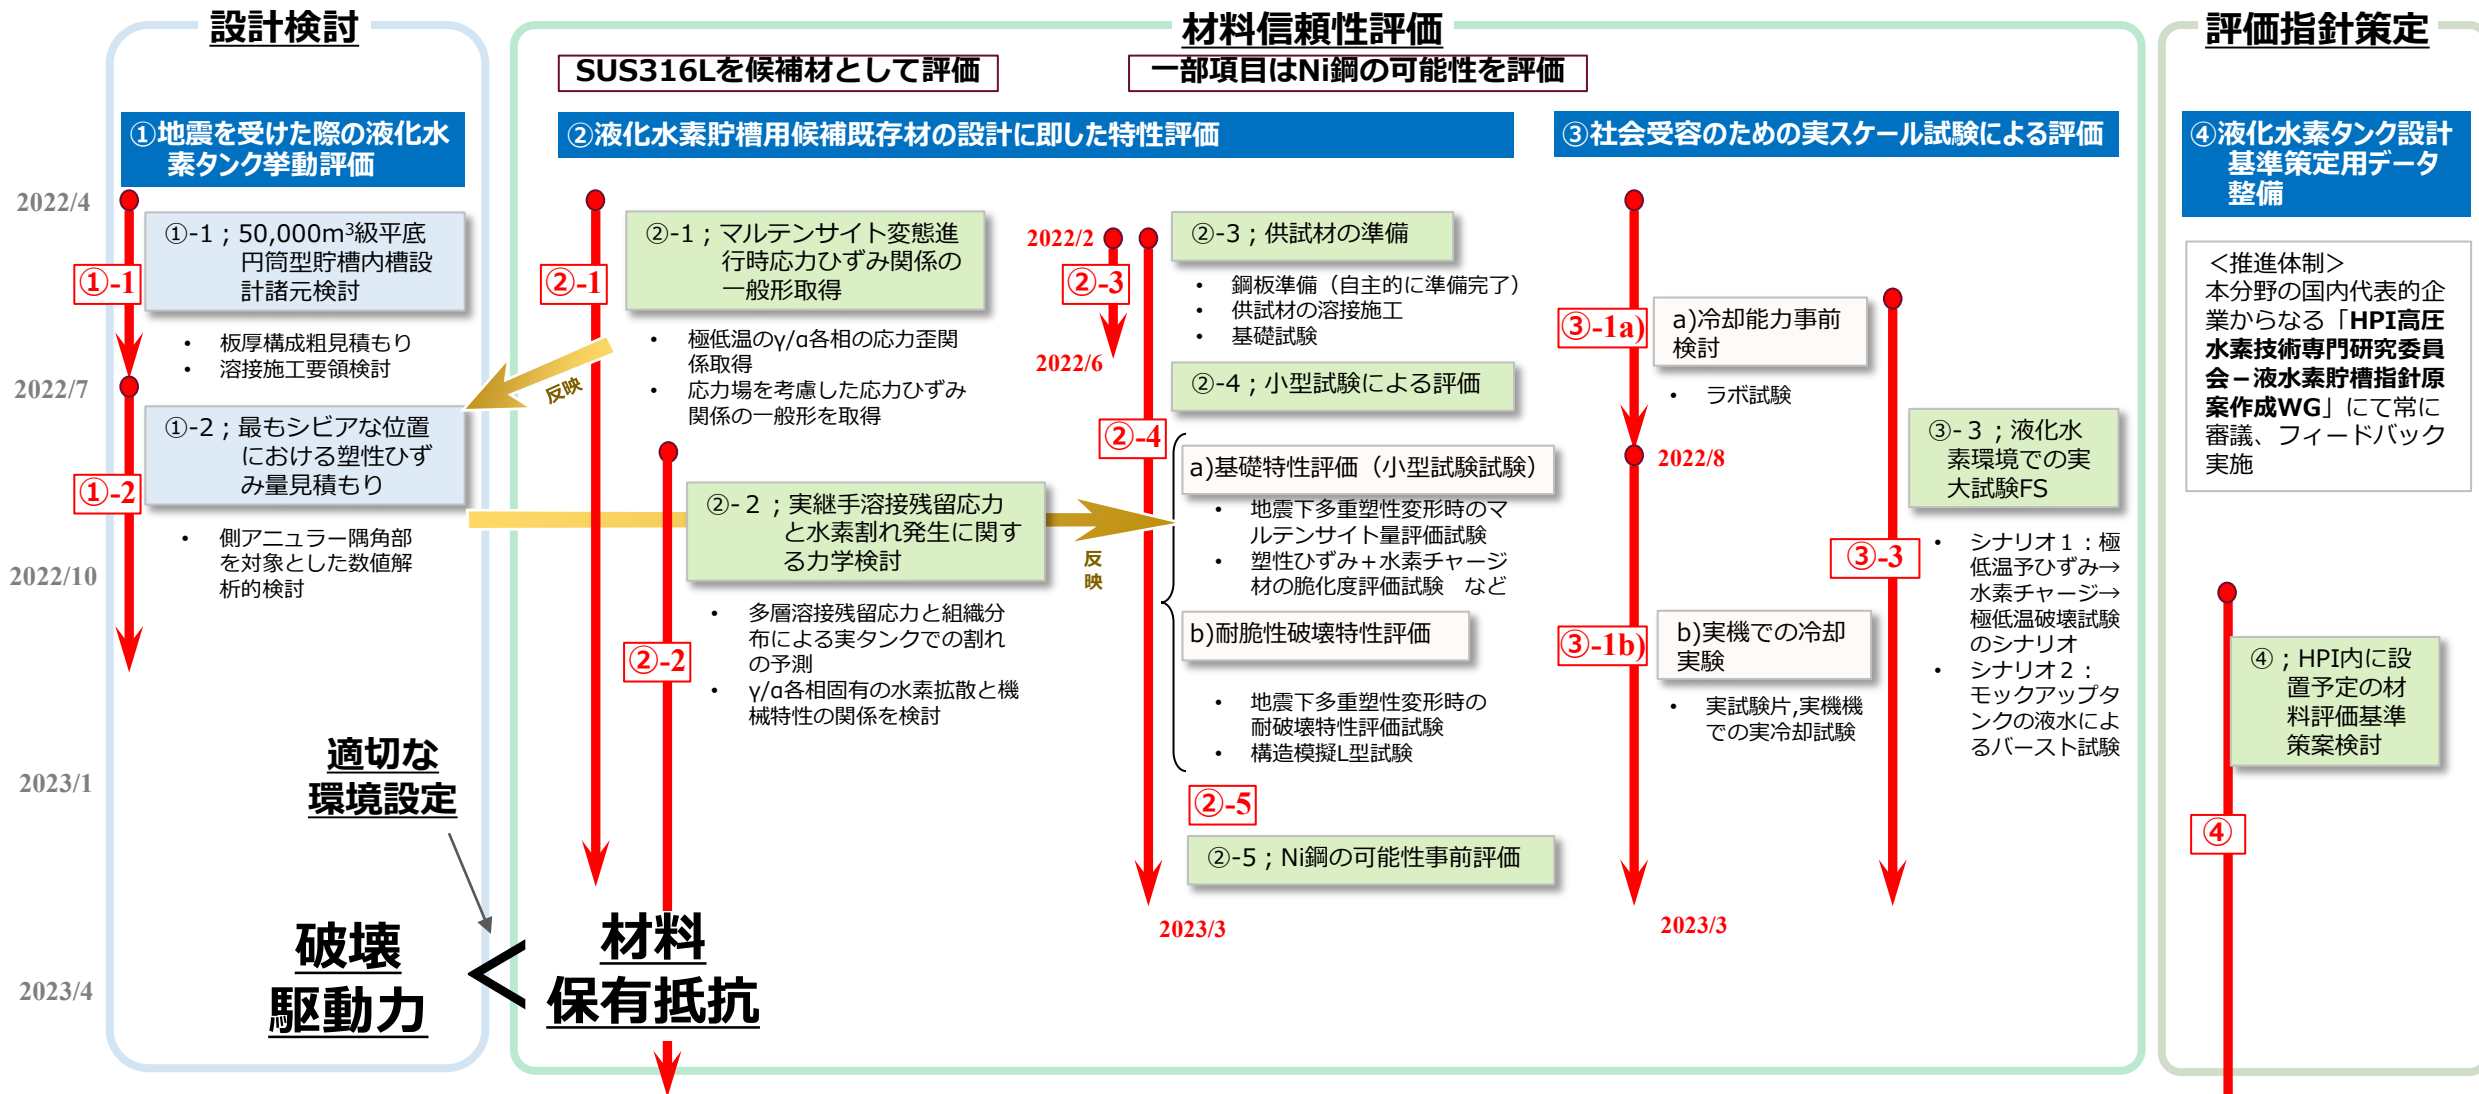 設計検討
材料信頼性評価
評価指針策定
SUS316Lを候補材として評価
一部項目はNi鋼の可能性を評価
①地震を受けた際の液化水
素タンク挙動評価
②液化水素貯槽用候補既存材の設計に即した特性評価
③社会受容のための実スケール試験による評価
④液化水素タンク設計
基準策定用データ
整備
2022/4
2022/7
2022/10
2023/1
2023/4
①-1；50,000m³級平底
円筒型貯槽内槽設
計諸元検討
①-1
• 板厚構成粗見積もり
• 溶接施工要領検討
①-2；最もシビアな位置
における塑性ひず
み量見積もり
①-2
• 側アニュラー隅角部
を対象とした数値解
析的検討
適切な
環境設定
破壊
駆動力
<
材料
保有抵抗
②-1；マルテンサイト変態進
行時応力ひずみ関係の
一般形取得
②-1
• 極低温のγ/α各相の応力歪関
係取得
• 応力場を考慮した応力ひずみ
関係の一般形を取得
反映
②-２；実継手溶接残留応力
と水素割れ発生に関す
る力学検討
②-2
• 多層溶接残留応力と組織分
布による実タンクでの割れ
の予測
• γ/α各相固有の水素拡散と機
械特性の関係を検討
反
映
2022/2
②-3
2022/6
②-3；供試材の準備
• 鋼板準備（自主的に準備完了）
• 供試材の溶接施工
• 基礎試験
②-4；小型試験による評価
②-4
a)基礎特性評価（小型試験試験）
• 地震下多重塑性変形時のマ
ルテンサイト量評価試験
• 塑性ひずみ＋水素チャージ
材の脆化度評価試験　など
b)耐脆性破壊特性評価
• 地震下多重塑性変形時の
耐破壊特性評価試験
• 構造模擬L型試験
②-5
②-5；Ni鋼の可能性事前評価
2023/3
③-1a)
a)冷却能力事前
検討
• ラボ試験
2022/8
③-1b)
b)実機での冷却
実験
• 実試験片,実機機
での実冷却試験
2023/3
③-３；液化水
素環境での実
大試験FS
③-3
• シナリオ１：極
低温予ひずみ→
水素チャージ→
極低温破壊試験
のシナリオ
• シナリオ２：
モックアップタ
ンクの液水によ
るバースト試験
＜推進体制＞
本分野の国内代表的企
業からなる「HPI高圧
水素技術専門研究委員
会－液水素貯槽指針原
案作成WG」にて常に
審議、フィードバック
実施
④；HPI内に設
置予定の材
料評価基準
策案検討
④